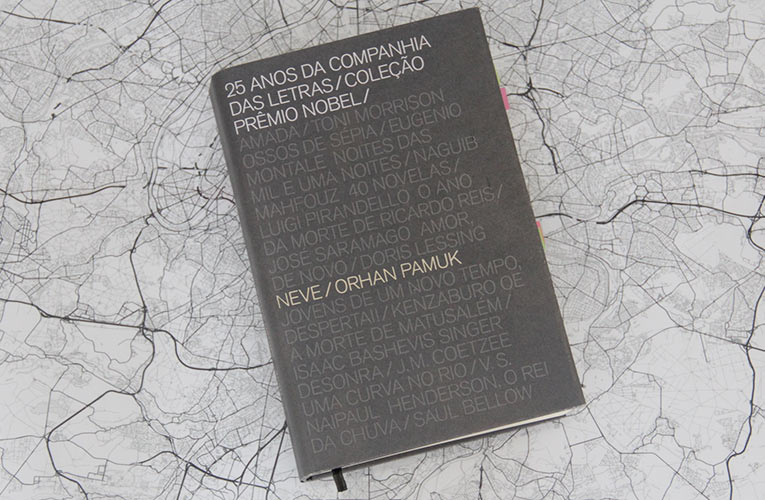 25 ANOS DA COMPANHIA
DAS LETRAS/COLEÇÃO
PRÊMIO NOBEL/
AMADA/TONI MORRISON
OSSOS DE SÉPIA/EUGENIO
MONTALE NOITES DAS
MIL E UMA NOITES/NAGUIB
MAHFOUZ 40 NOVELAS/
LUIGI PIRANDELLO O ANO
DA MORTE DE RICARDO REIS/
JOSÉ SARAMAGO AMOR,
DE NOVO/DORIS LESSING
NEVE/ORHAN PAMUK
JOVENS DE UM NOVO TEMPO,
DESPERTAI!/KENZABURO OE
A MORTE DE MATUSALÉM/
ISAAC BASHEVIS SINGER
DESONRA/J.M. COETZEE
UMA CURVA NO RIO/V.S.
NAIPAUL HENDERSON, O REI
DA CHUVA/SAUL BELLOW